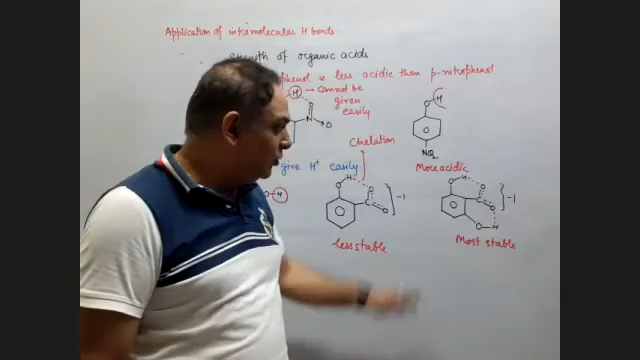 Application of intramolecular H bonds
strength of organic acids
phenol is less acidic than p-nitrophenol
H → cannot be given easily
N → O
O H
NO2
Chelation
give H+ easily
More acidic
O-H
O H O C O -1
less stable
O H O C O O H -1
Most stable